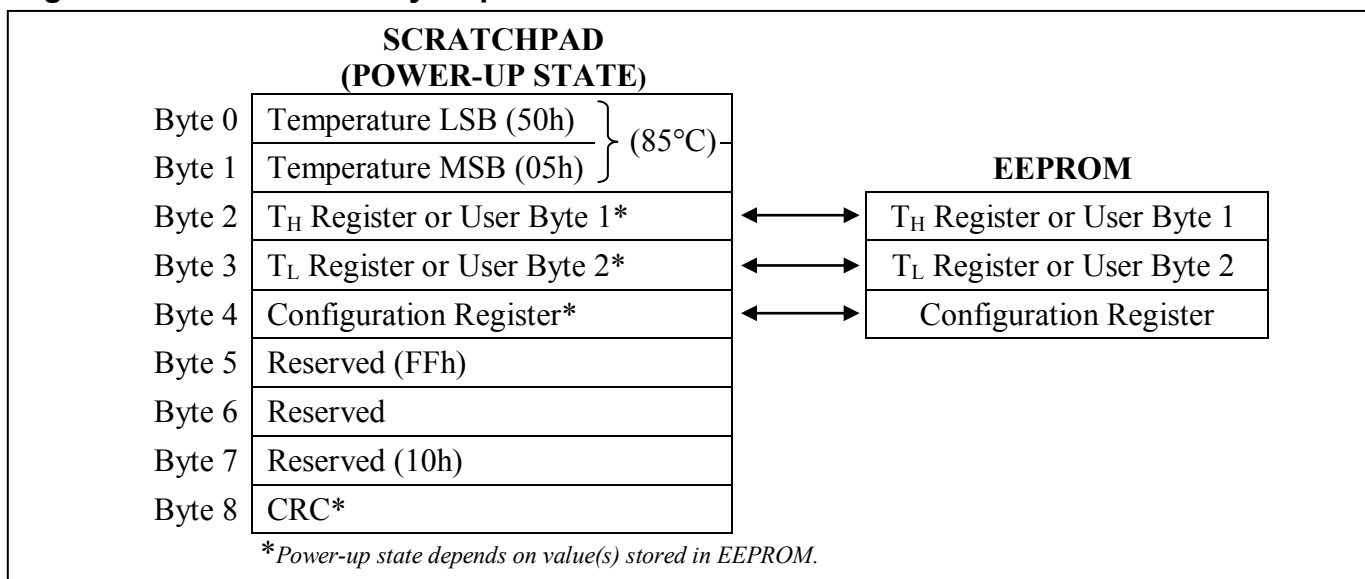 SCRATCHPAD
(POWER-UP STATE)
Byte 0 Temperature LSB (50h)
(85°C)
Byte 1 Temperature MSB (05h)
EEPROM
Byte 2 TH Register or User Byte 1* TH Register or User Byte 1
Byte 3 TL Register or User Byte 2* TL Register or User Byte 2
Byte 4 Configuration Register* Configuration Register
Byte 5 Reserved (FFh)
Byte 6 Reserved
Byte 7 Reserved (10h)
Byte 8 CRC*
*Power-up state depends on value(s) stored in EEPROM.